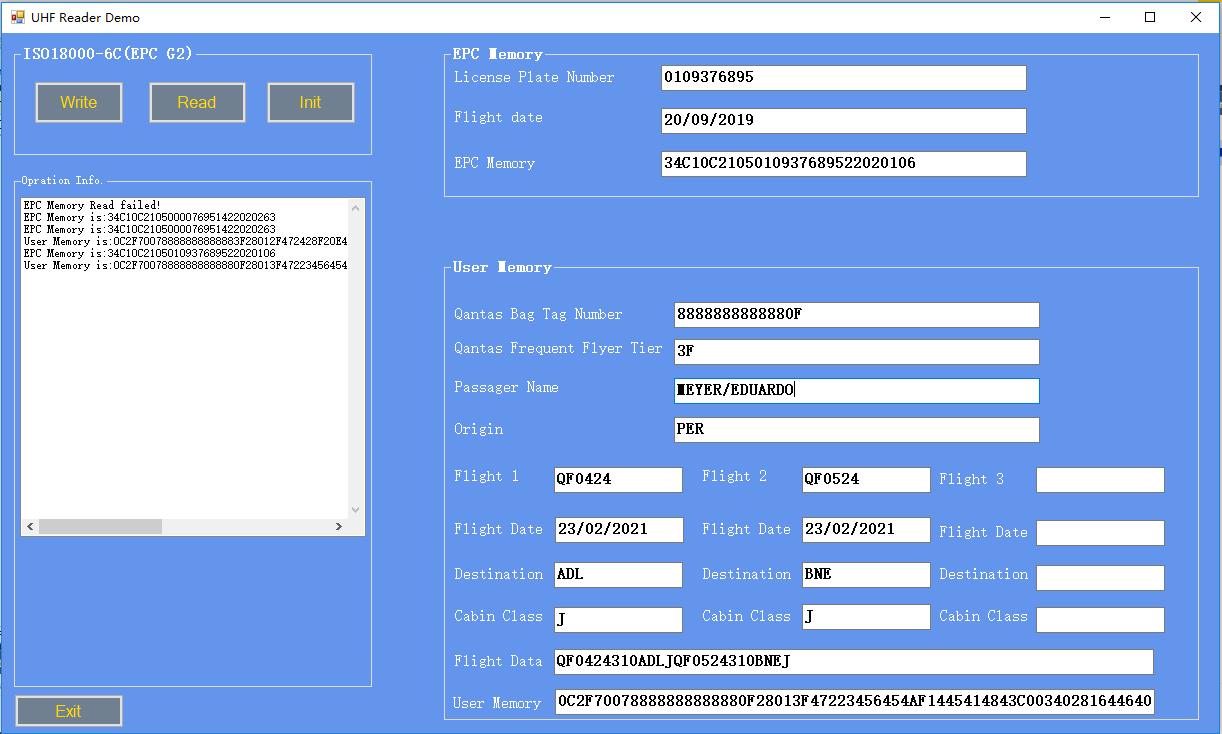 UHF Reader Demo
ISO18000-6C(EPC G2)
Write Read Init
Opration Info.
EPC Memory Read failed!
EPC Memory is:34C10C2105000076951422020263
EPC Memory is:34C10C2105000076951422020263
User Memory is:0C2F70078888888888883F28012F472428F20E4
EPC Memory is:34C10C2105010937689522020106
User Memory is:0C2F70078888888888880F28013F47223456454
Exit
EPC Memory
License Plate Number 0109376895
Flight date 20/09/2019
EPC Memory 34C10C2105010937689522020106
User Memory
Qantas Bag Tag Number 8888888888880F
Qantas Frequent Flyer Tier 3F
Passager Name MEYER/EDUARDO
Origin PER
Flight 1 QF0424 Flight 2 QF0524 Flight 3
Flight Date 23/02/2021 Flight Date 23/02/2021 Flight Date
Destination ADL Destination BNE Destination
Cabin Class J Cabin Class J Cabin Class
Flight Data QF0424310ADLJQF0524310BNEJ
User Memory 0C2F70078888888888880F28013F47223456454AF1445414843C00340281644640